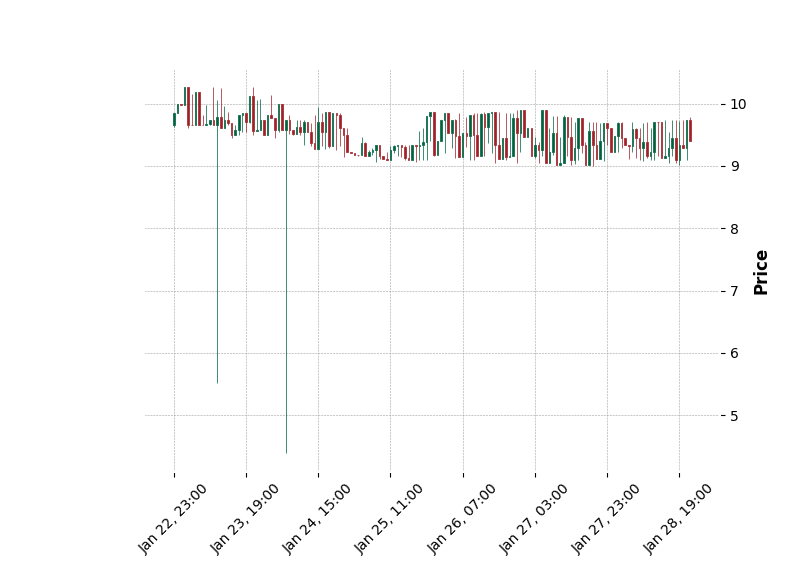 10
9
8
7
6
5
Price
Jan 22, 23:00
Jan 23, 19:00
Jan 24, 15:00
Jan 25, 11:00
Jan 26, 07:00
Jan 27, 03:00
Jan 27, 23:00
Jan 28, 19:00